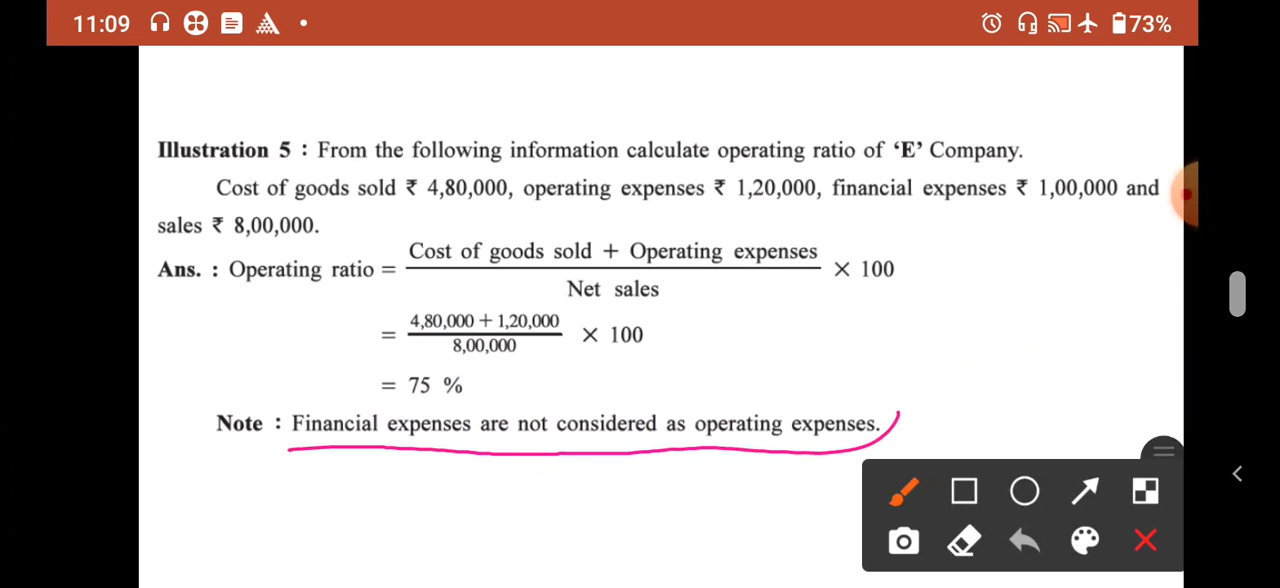 11:09
73%
Illustration 5 : From the following information calculate operating ratio of ‘E’ Company.
Cost of goods sold ₹ 4,80,000, operating expenses ₹ 1,20,000, financial expenses ₹ 1,00,000 and
sales ₹ 8,00,000.
Ans. : Operating ratio = Cost of goods sold + Operating expenses / Net sales × 100
= 4,80,000 + 1,20,000 / 8,00,000 × 100
= 75 %
Note : Financial expenses are not considered as operating expenses.